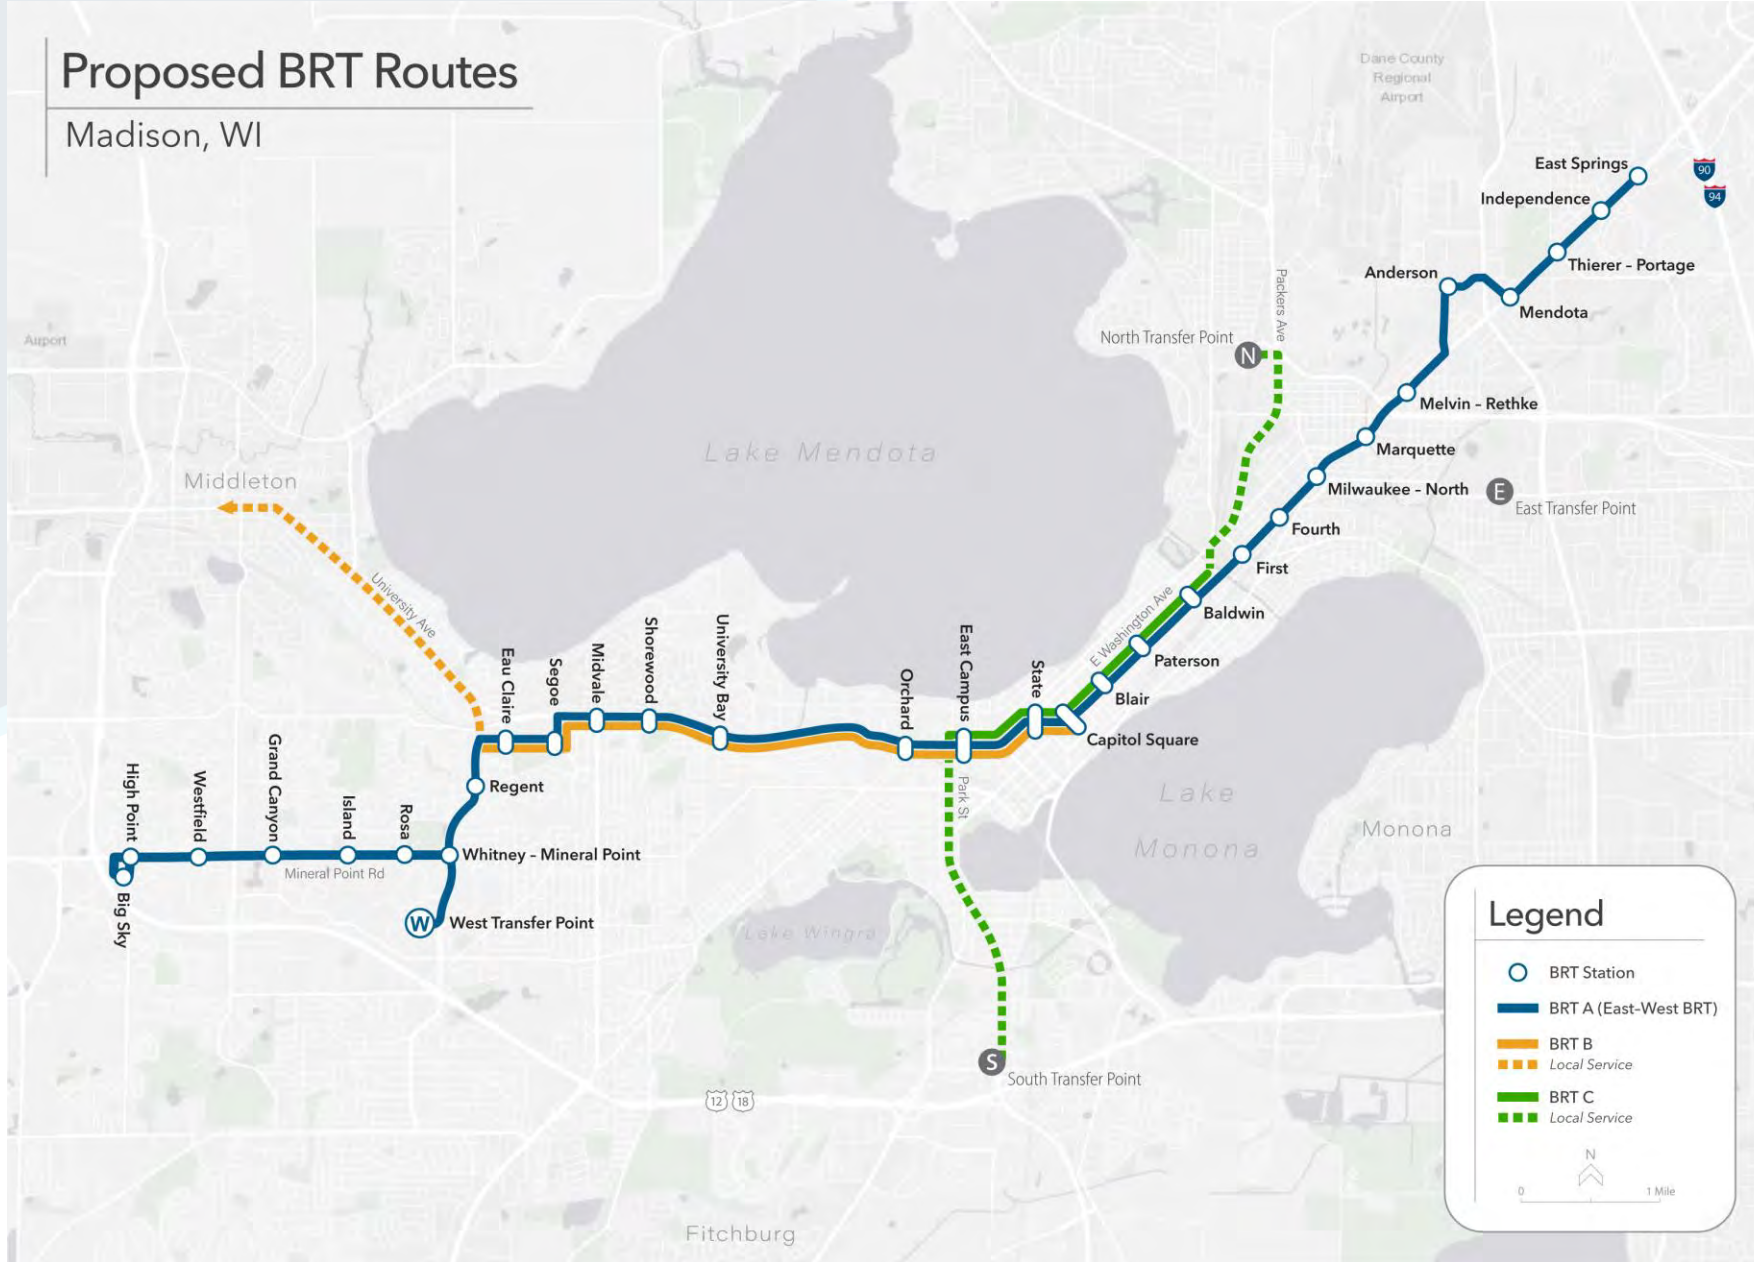 Proposed BRT Routes
Madison, WI
Dane County
Regional
Airport
East Springs
90
94
Independence
Thierer – Portage
Anderson
Mendota
Packers Ave
North Transfer Point
N
Airport
Melvin – Rethke
Marquette
Lake Mendota
Middleton
Milwaukee – North
E
East Transfer Point
Fourth
First
University Ave
E Washington Ave
Baldwin
Paterson
Blair
Capitol Square
Eau Claire
Segoe
Midvale
Shorewood
University Bay
Orchard
East Campus
State
Park St
Regent
High Point
Westfield
Grand Canyon
Island
Rosa
Whitney – Mineral Point
Mineral Point Rd
Big Sky
W
West Transfer Point
Lake
Monona
Monona
Lake Wingra
S
South Transfer Point
12
18
Fitchburg
Legend
BRT Station
BRT A (East–West BRT)
BRT B
Local Service
BRT C
Local Service
N
0
1 Mile